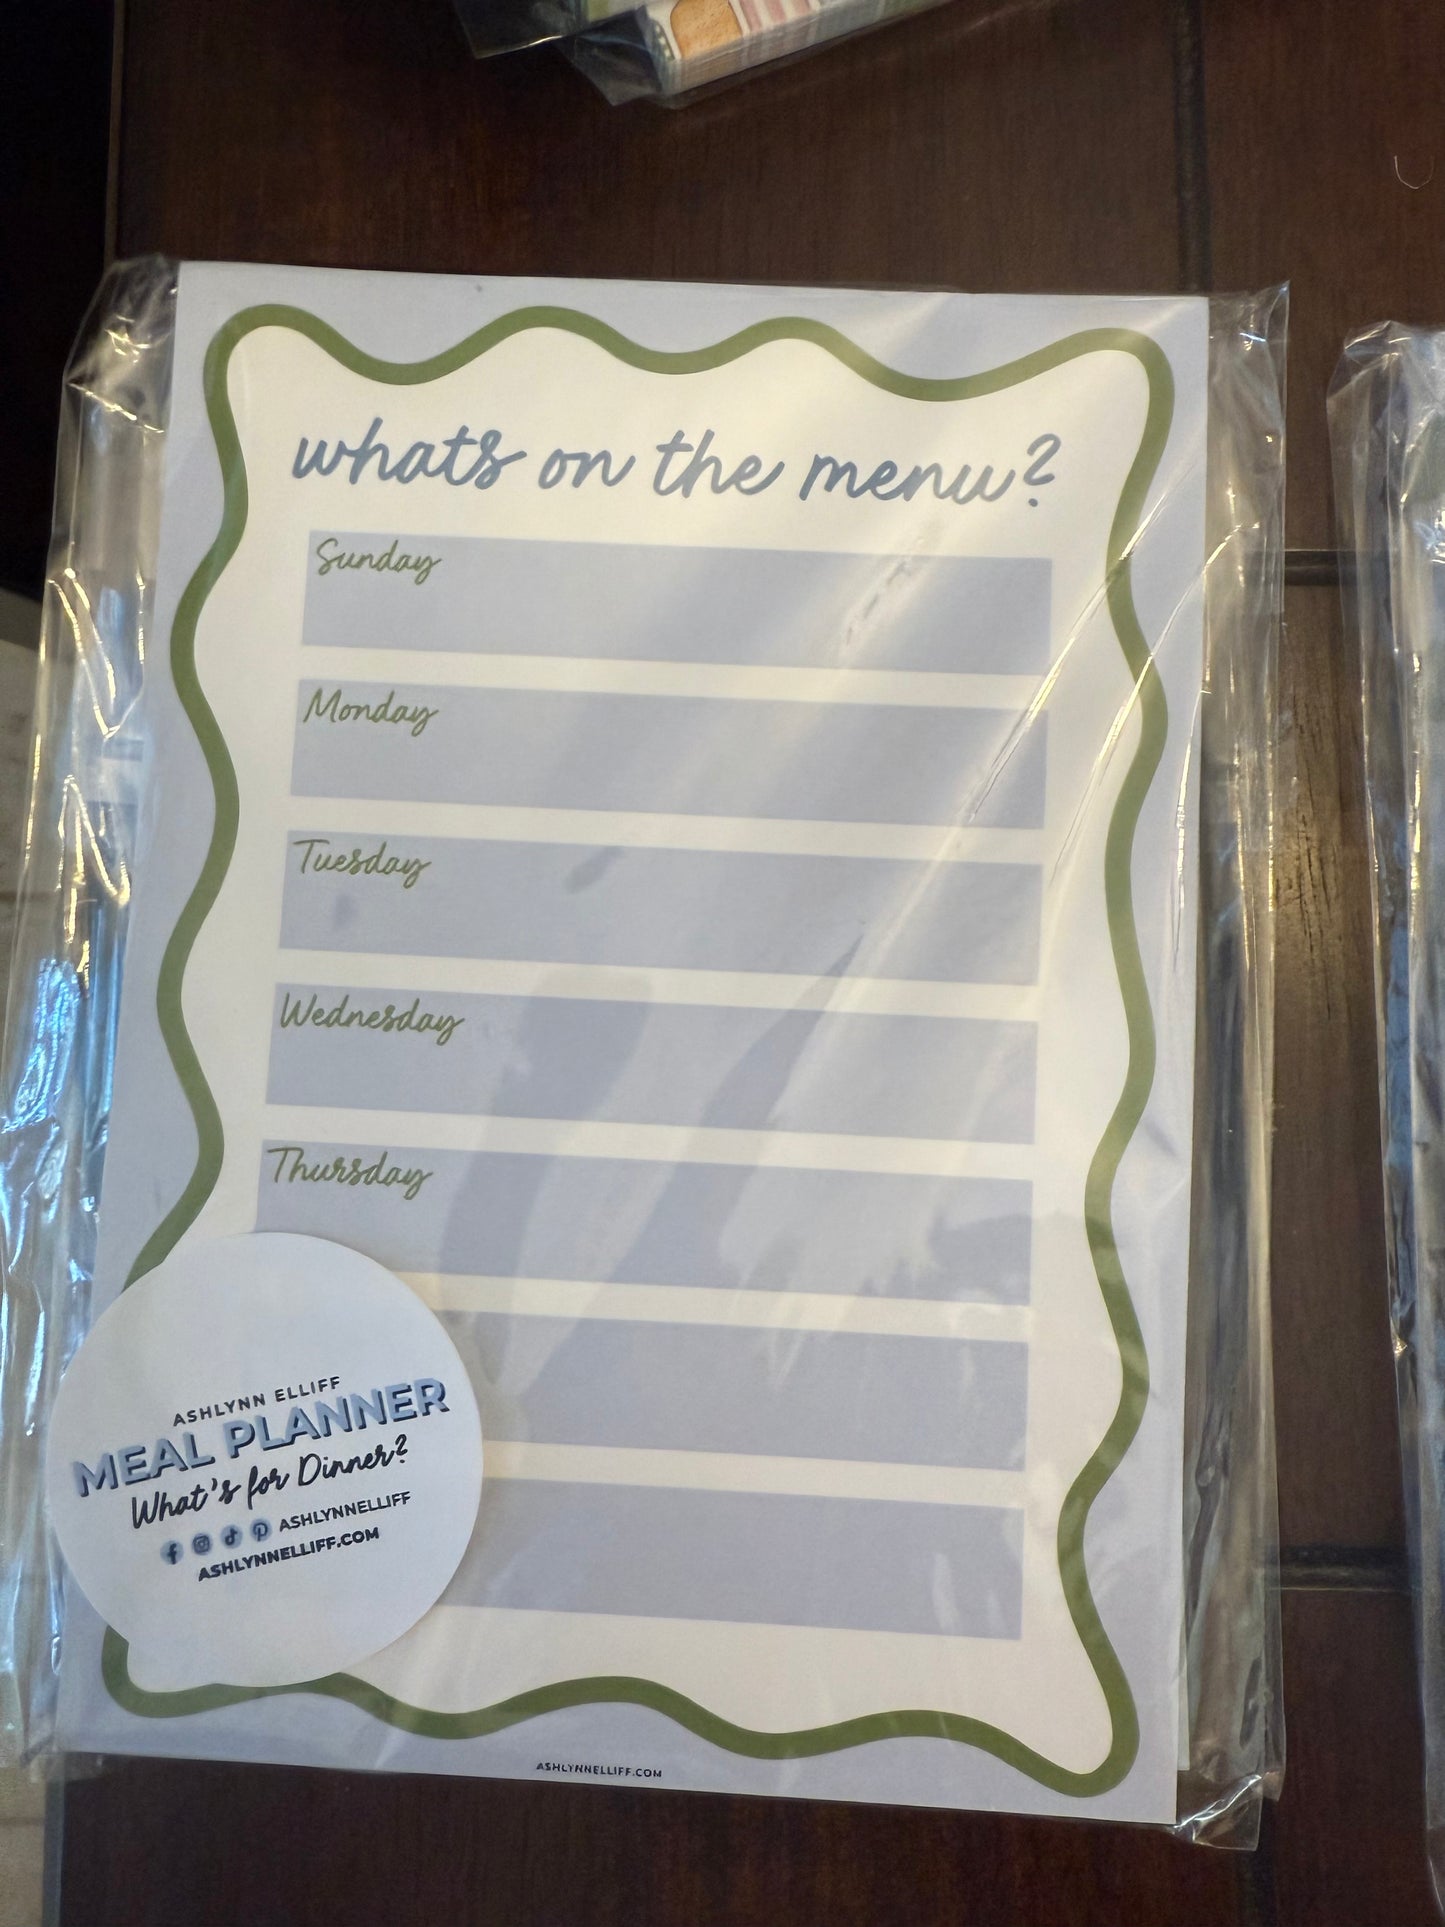 whats on the menu?
Sunday
Monday
Tuesday
Wednesday
Thursday
ASHLYNN ELLIFF
MEAL PLANNER
What's for Dinner?
ASHLYNNELLIFF
ASHLYNNELLIFF.COM
ASHLYNNELLIFF.COM